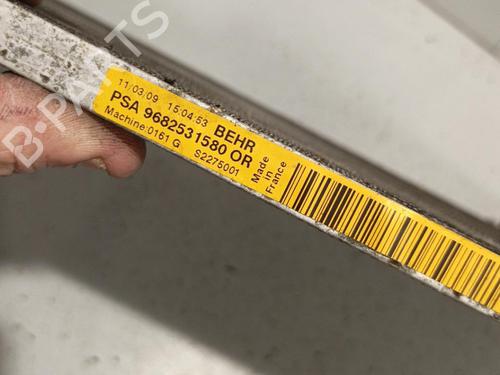 11/03/09 15:04:53 BEHR
PSA 9682531580 OR
Machine:0161 G S2275001
Made
in
France
B-PARTS